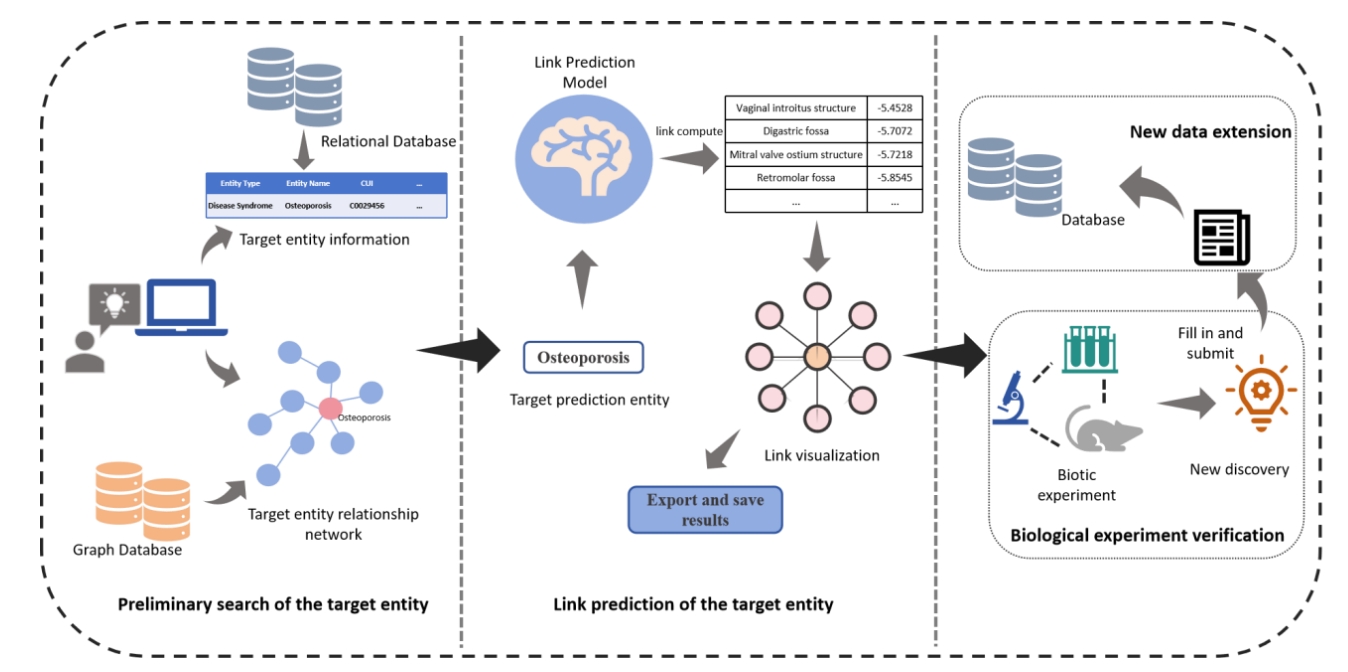 Relational Database
Entity Type Entity Name CUI ...
Disease Syndrome Osteoporosis C0029456 ...
Target entity information
Osteoporosis
Target entity relationship
network
Graph Database
Preliminary search of the target entity
Link Prediction
Model
link compute
Vaginal introitus structure -5.4528
Digastric fossa -5.7072
Mitral valve ostium structure -5.7218
Retromolar fossa -5.8545
... ...
Osteoporosis
Target prediction entity
Link visualization
Export and save
results
Link prediction of the target entity
New data extension
Database
Fill in and
submit
Biotic
experiment
New discovery
Biological experiment verification